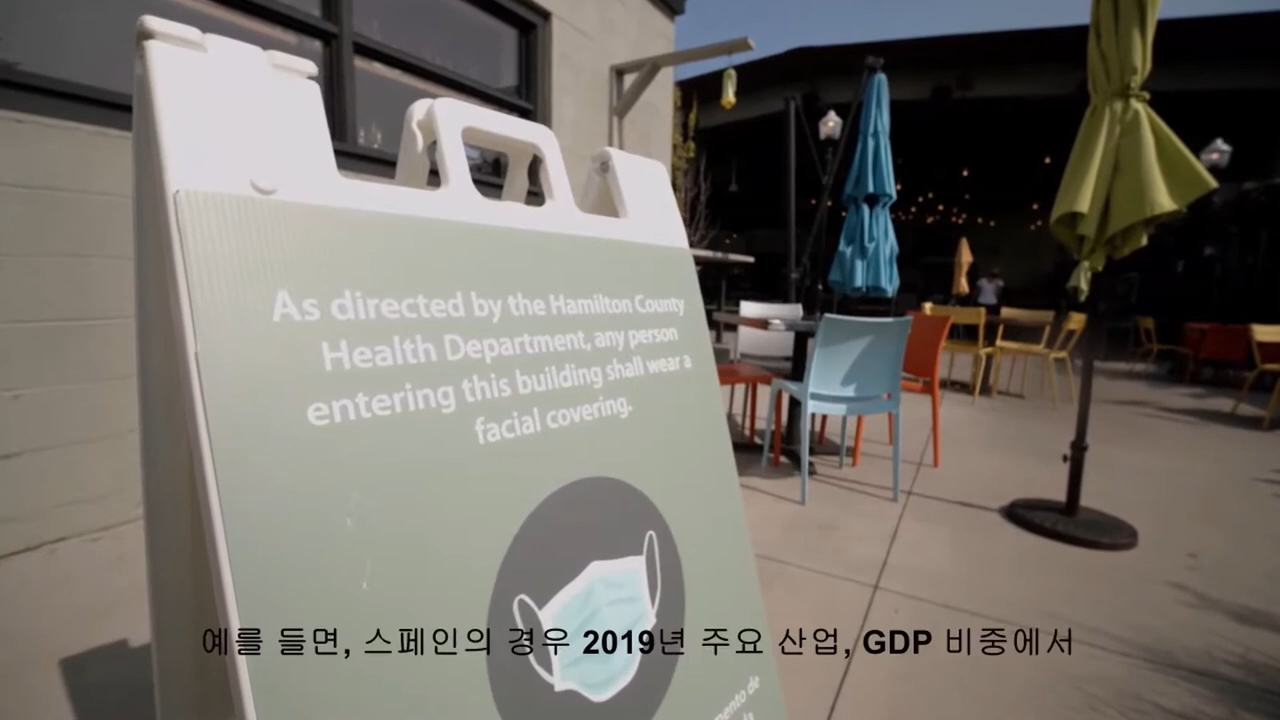 As directed by the Hamilton County
Health Department, any person
entering this building shall wear a
facial covering.
예를 들면, 스페인의 경우 2019년 주요 산업, GDP 비중에서